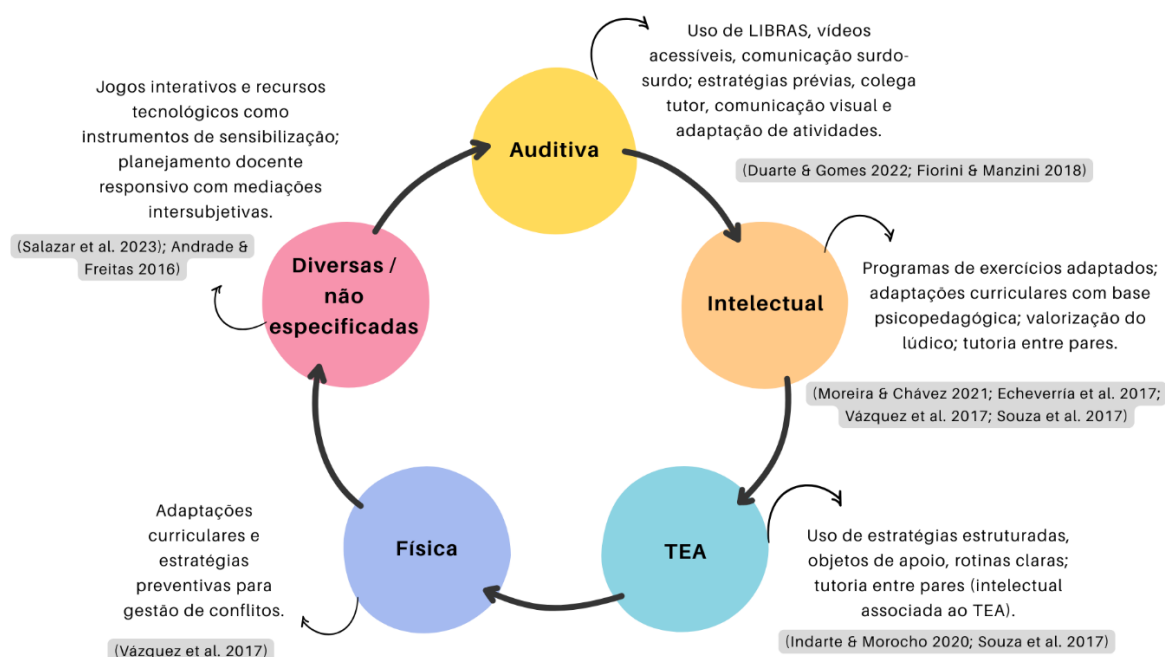 Auditiva
Uso de LIBRAS, vídeos
acessíveis, comunicação surdo-
surdo; estratégias prévias, colega
tutor, comunicação visual e
adaptação de atividades.
(Duarte & Gomes 2022; Fiorini & Manzini 2018)
Intelectual
Programas de exercícios adaptados;
adaptações curriculares com base
psicopedagógica; valorização do
lúdico; tutoria entre pares.
(Moreira & Chávez 2021; Echeverría et al. 2017;
Vázquez et al. 2017; Souza et al. 2017)
TEA
Uso de estratégias estruturadas,
objetos de apoio, rotinas claras;
tutoria entre pares (intelectual
associada ao TEA).
(Indarte & Morocho 2020; Souza et al. 2017)
Física
Adaptações
curriculares e
estratégias
preventivas para
gestão de conflitos.
(Vázquez et al. 2017)
Diversas /
não
especificadas
Jogos interativos e recursos
tecnológicos como
instrumentos de sensibilização;
planejamento docente
responsivo com mediações
intersubjetivas.
(Salazar et al. 2023); Andrade &
Freitas 2016)